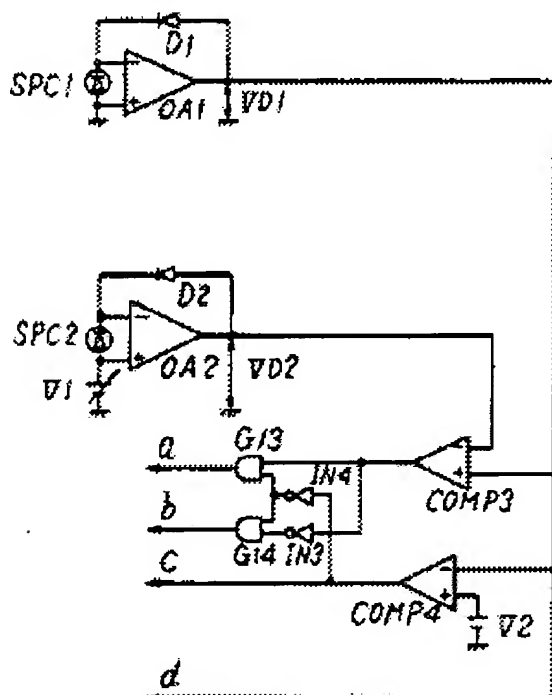 D1
SPC1
OA1
VD1
D2
SPC2
V1
OA2
VD2
G13
a
IN4
COMP3
b
G14
IN3
c
COMP4
V2
d